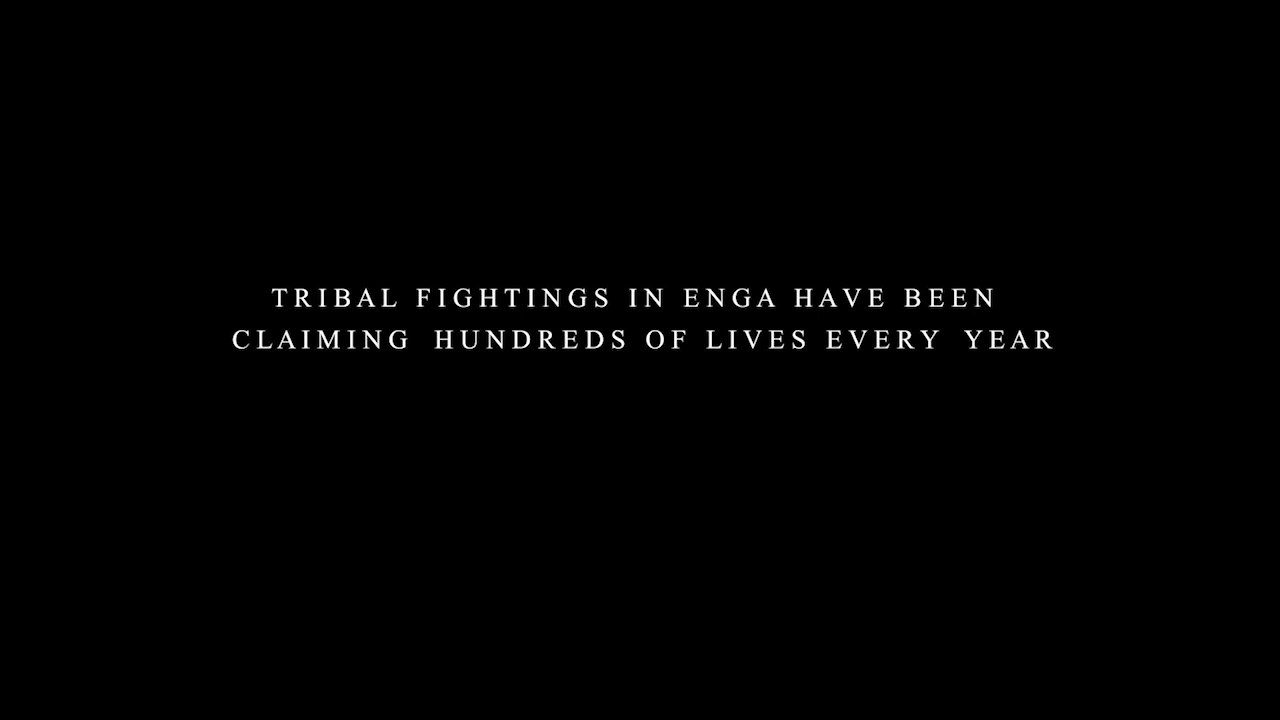 TRIBAL FIGHTINGS IN ENGA HAVE BEEN
CLAIMING HUNDREDS OF LIVES EVERY YEAR